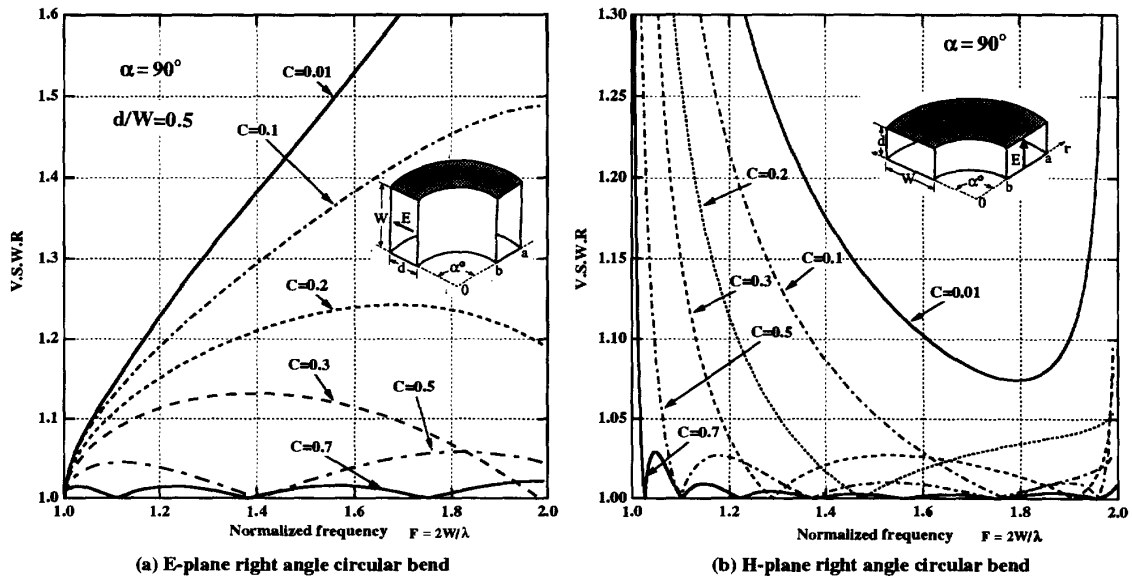 1.6
1.5
1.4
1.3
1.2
1.1
1.0
V.S.W.R
α = 90°
d/W=0.5
C=0.01
C=0.1
C=0.2
C=0.3
C=0.5
C=0.7
W
E
d
α°
b
a
0
1.0 1.2 1.4 1.6 1.8 2.0
Normalized frequency F = 2W/λ
(a) E-plane right angle circular bend
1.30
1.25
1.20
1.15
1.10
1.05
1.00
V.S.W.R
α = 90°
d
W
E
α°
b
a
r
0
C=0.2
C=0.1
C=0.3
C=0.01
C=0.5
C=0.7
1.0 1.2 1.4 1.6 1.8 2.0
Normalized frequency F = 2W/λ
(b) H-plane right angle circular bend